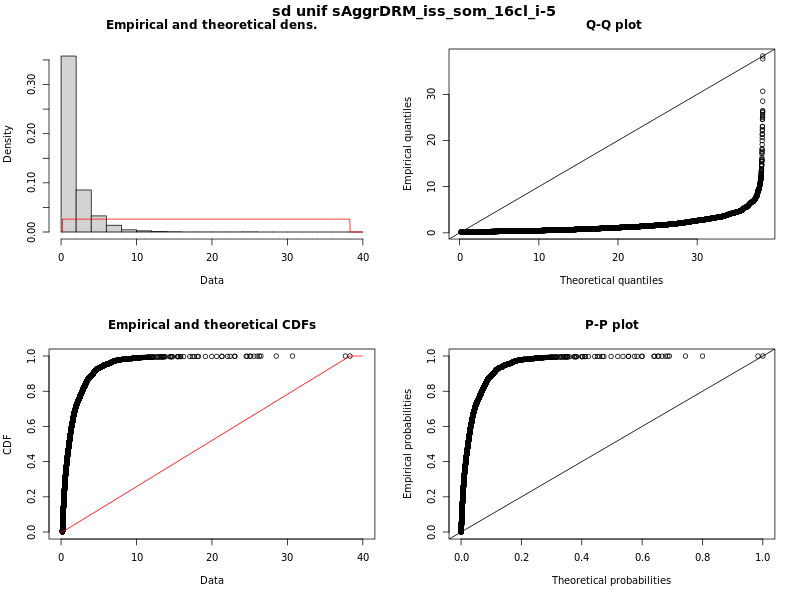 sd unif sAggrDRM_iss_som_16cl_i-5
Empirical and theoretical dens.
Density
0.00 0.10 0.20 0.30
0 10 20 30 40
Data
Q-Q plot
Empirical quantiles
0 10 20 30
0 10 20 30
Theoretical quantiles
Empirical and theoretical CDFs
CDF
0.0 0.2 0.4 0.6 0.8 1.0
0 10 20 30 40
Data
P-P plot
Empirical probabilities
0.0 0.2 0.4 0.6 0.8 1.0
0.0 0.2 0.4 0.6 0.8 1.0
Theoretical probabilities